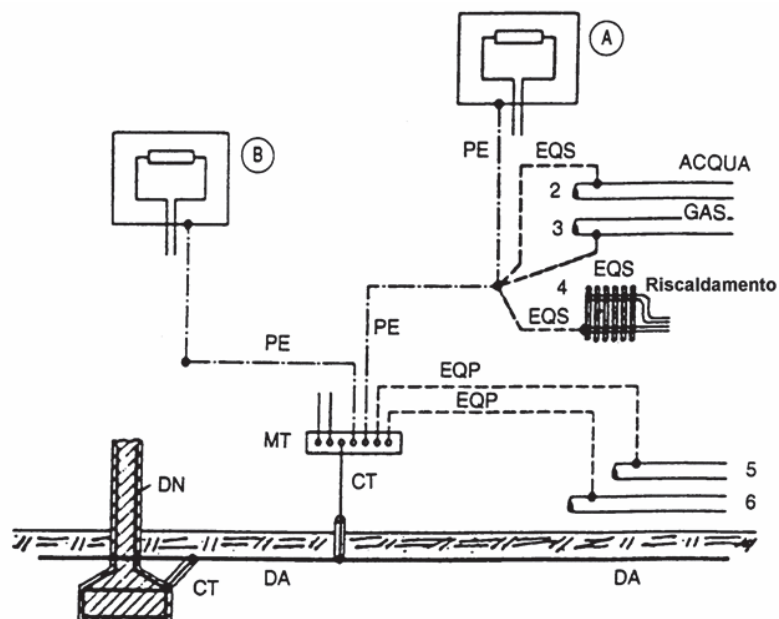 A
B
PE
EQS
ACQUA
2
GAS
3
EQS
4
Riscaldamento
EQS
PE
PE
EQP
EQP
MT
CT
5
6
DN
CT
DA
DA